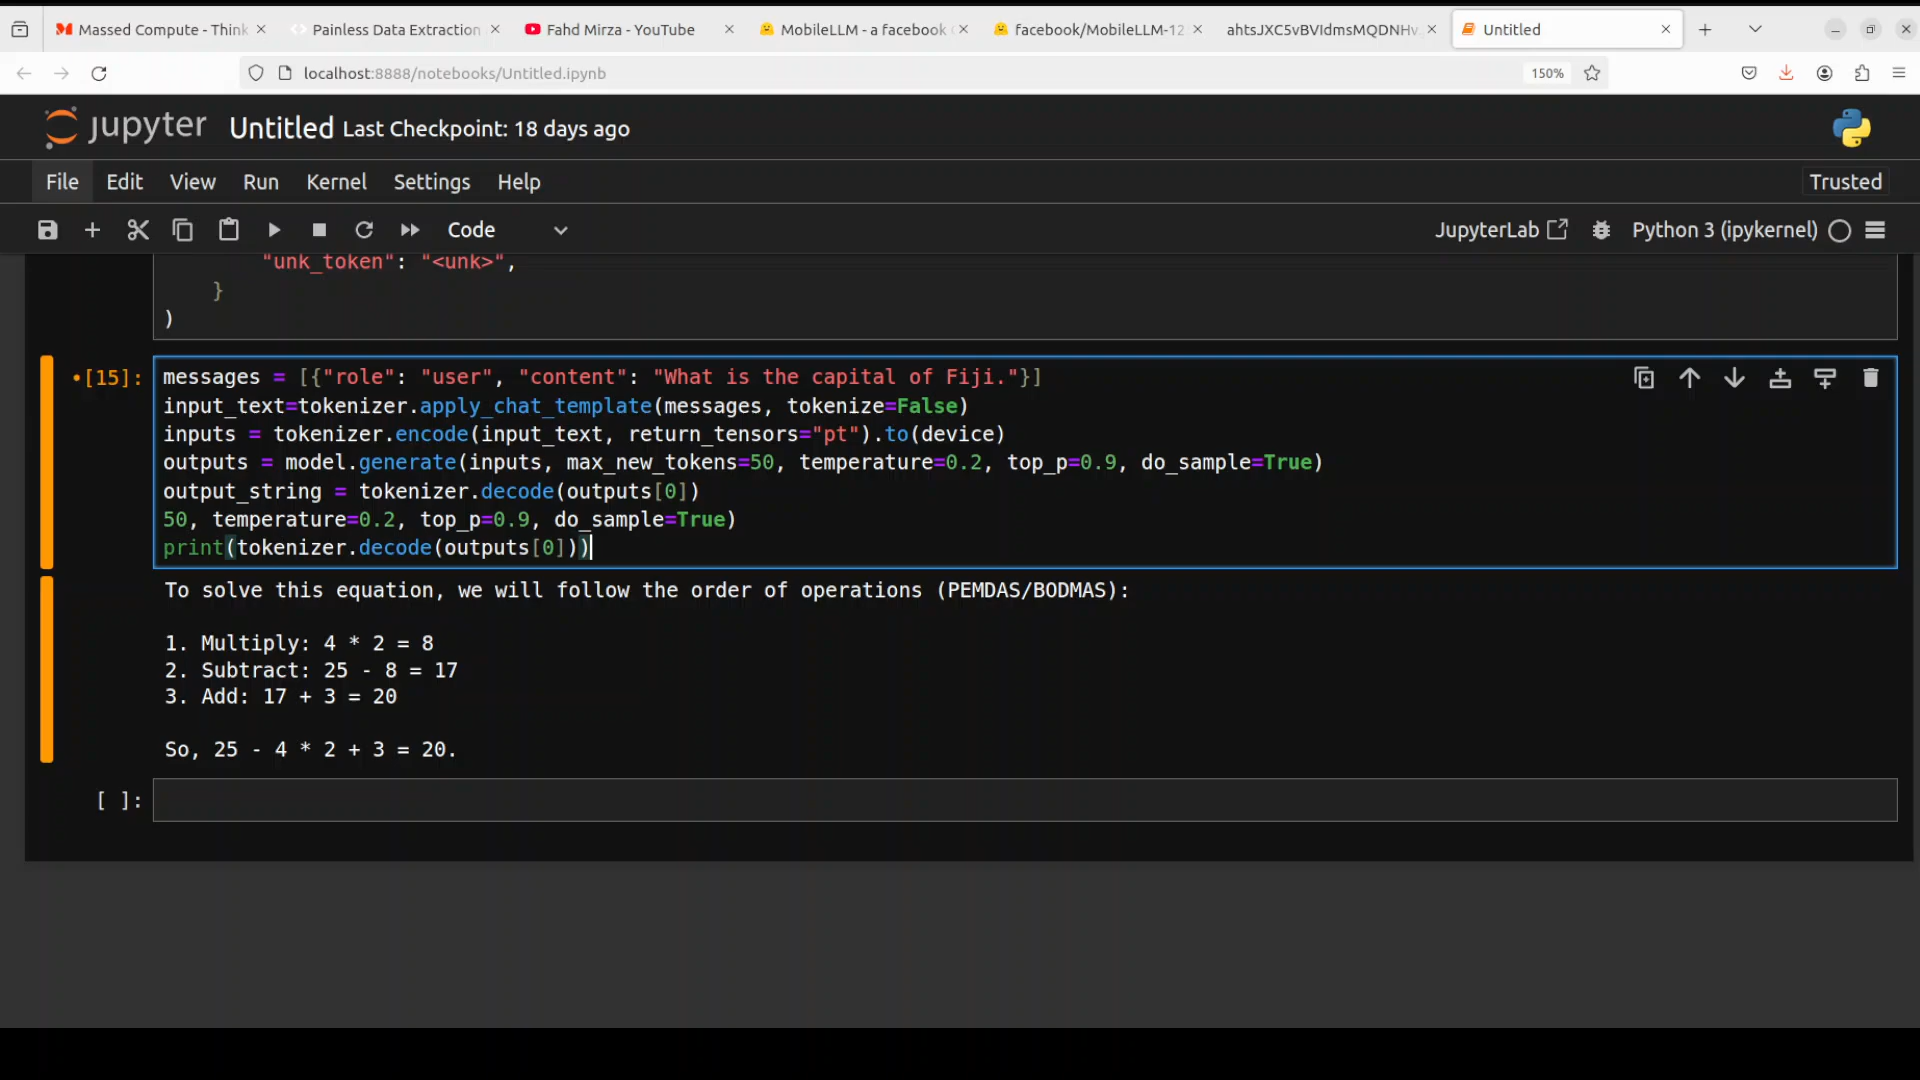 Massed Compute - Think
Painless Data Extraction
Fahd Mirza - YouTube
MobileLLM - a facebook
facebook/MobileLLM-12
ahtsJXC5vBVIdmsMQDNHv
Untitled
localhost:8888/notebooks/Untitled.ipynb
150%
jupyter Untitled Last Checkpoint: 18 days ago
File Edit View Run Kernel Settings Help Trusted
Code JupyterLab Python 3 (ipykernel)
"unk_token": "<unk>",
}
)
•[15]:
messages = [{"role": "user", "content": "What is the capital of Fiji."}]
input_text=tokenizer.apply_chat_template(messages, tokenize=False)
inputs = tokenizer.encode(input_text, return_tensors="pt").to(device)
outputs = model.generate(inputs, max_new_tokens=50, temperature=0.2, top_p=0.9, do_sample=True)
output_string = tokenizer.decode(outputs[0])
50, temperature=0.2, top_p=0.9, do_sample=True)
print(tokenizer.decode(outputs[0]))
To solve this equation, we will follow the order of operations (PEMDAS/BODMAS):
1. Multiply: 4 * 2 = 8
2. Subtract: 25 - 8 = 17
3. Add: 17 + 3 = 20
So, 25 - 4 * 2 + 3 = 20.
[ ]: